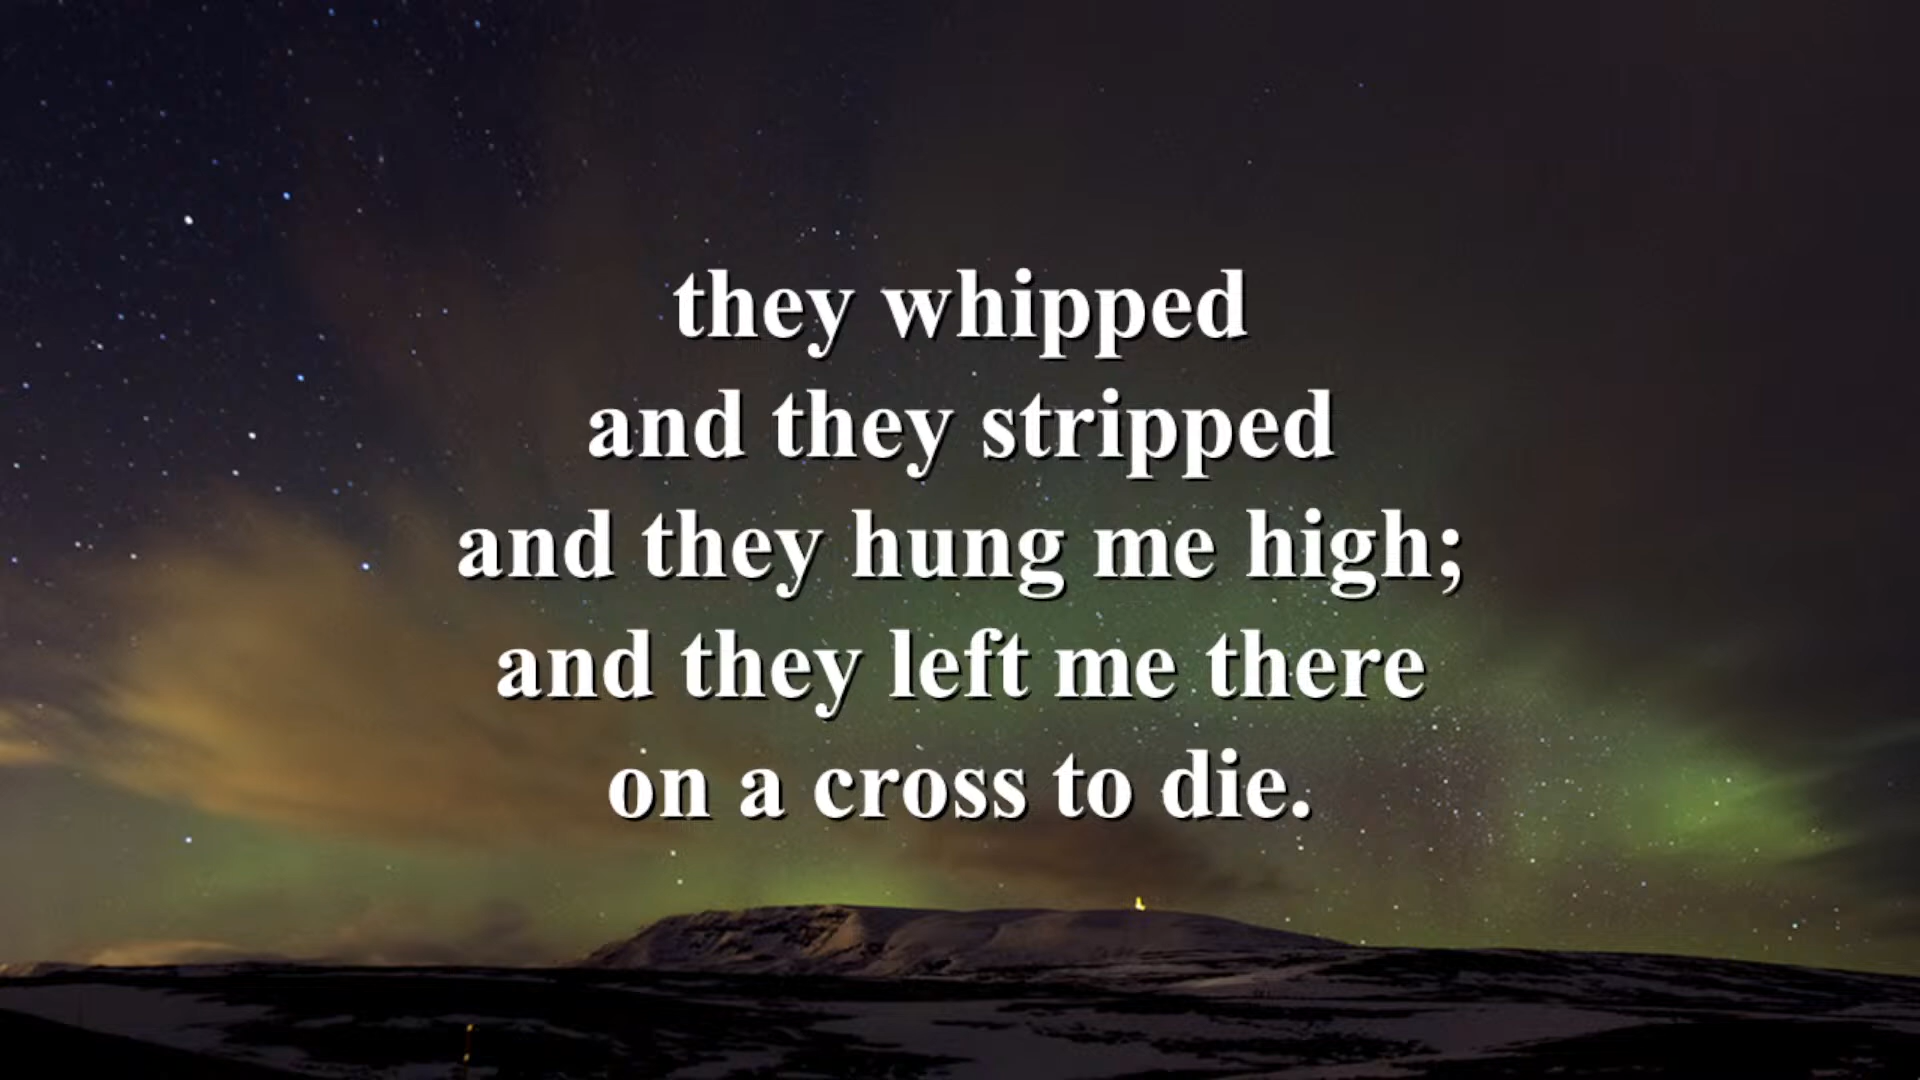 they whipped
and they stripped
and they hung me high;
and they left me there
on a cross to die.